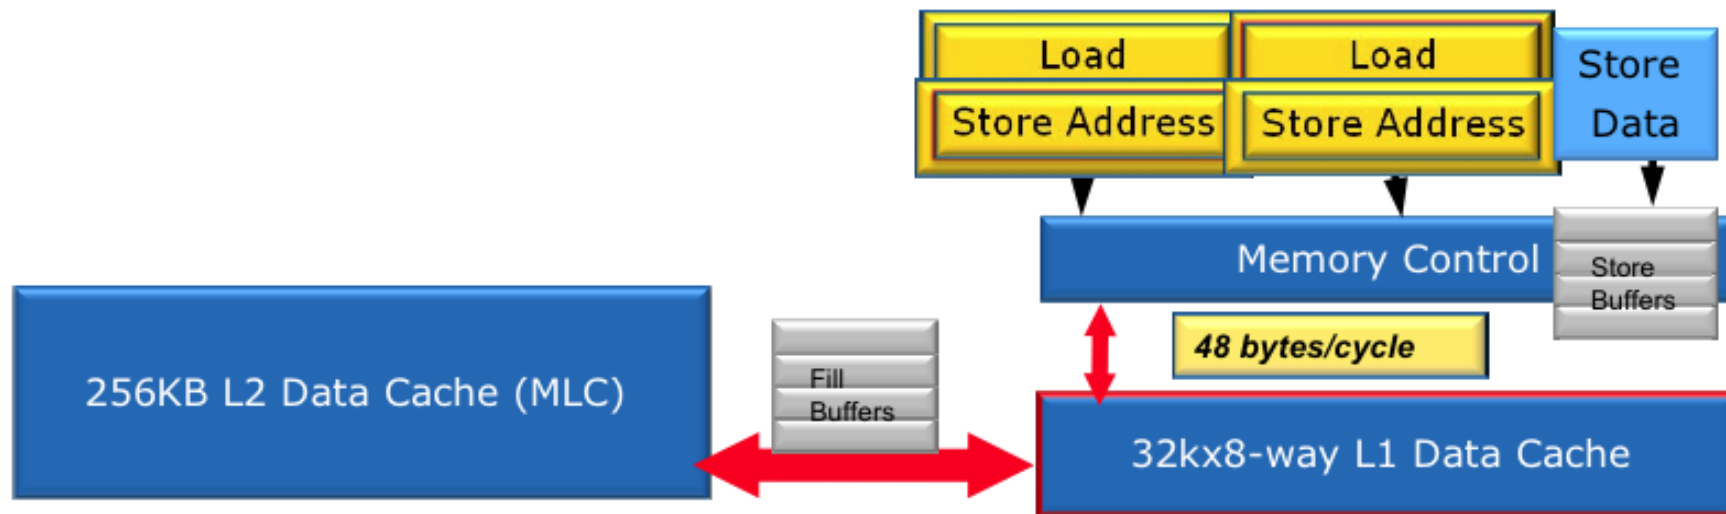 Load
Load
Store
Data
Store Address
Store Address
Memory Control
Store
Buffers
48 bytes/cycle
256KB L2 Data Cache (MLC)
Fill
Buffers
32kx8-way L1 Data Cache